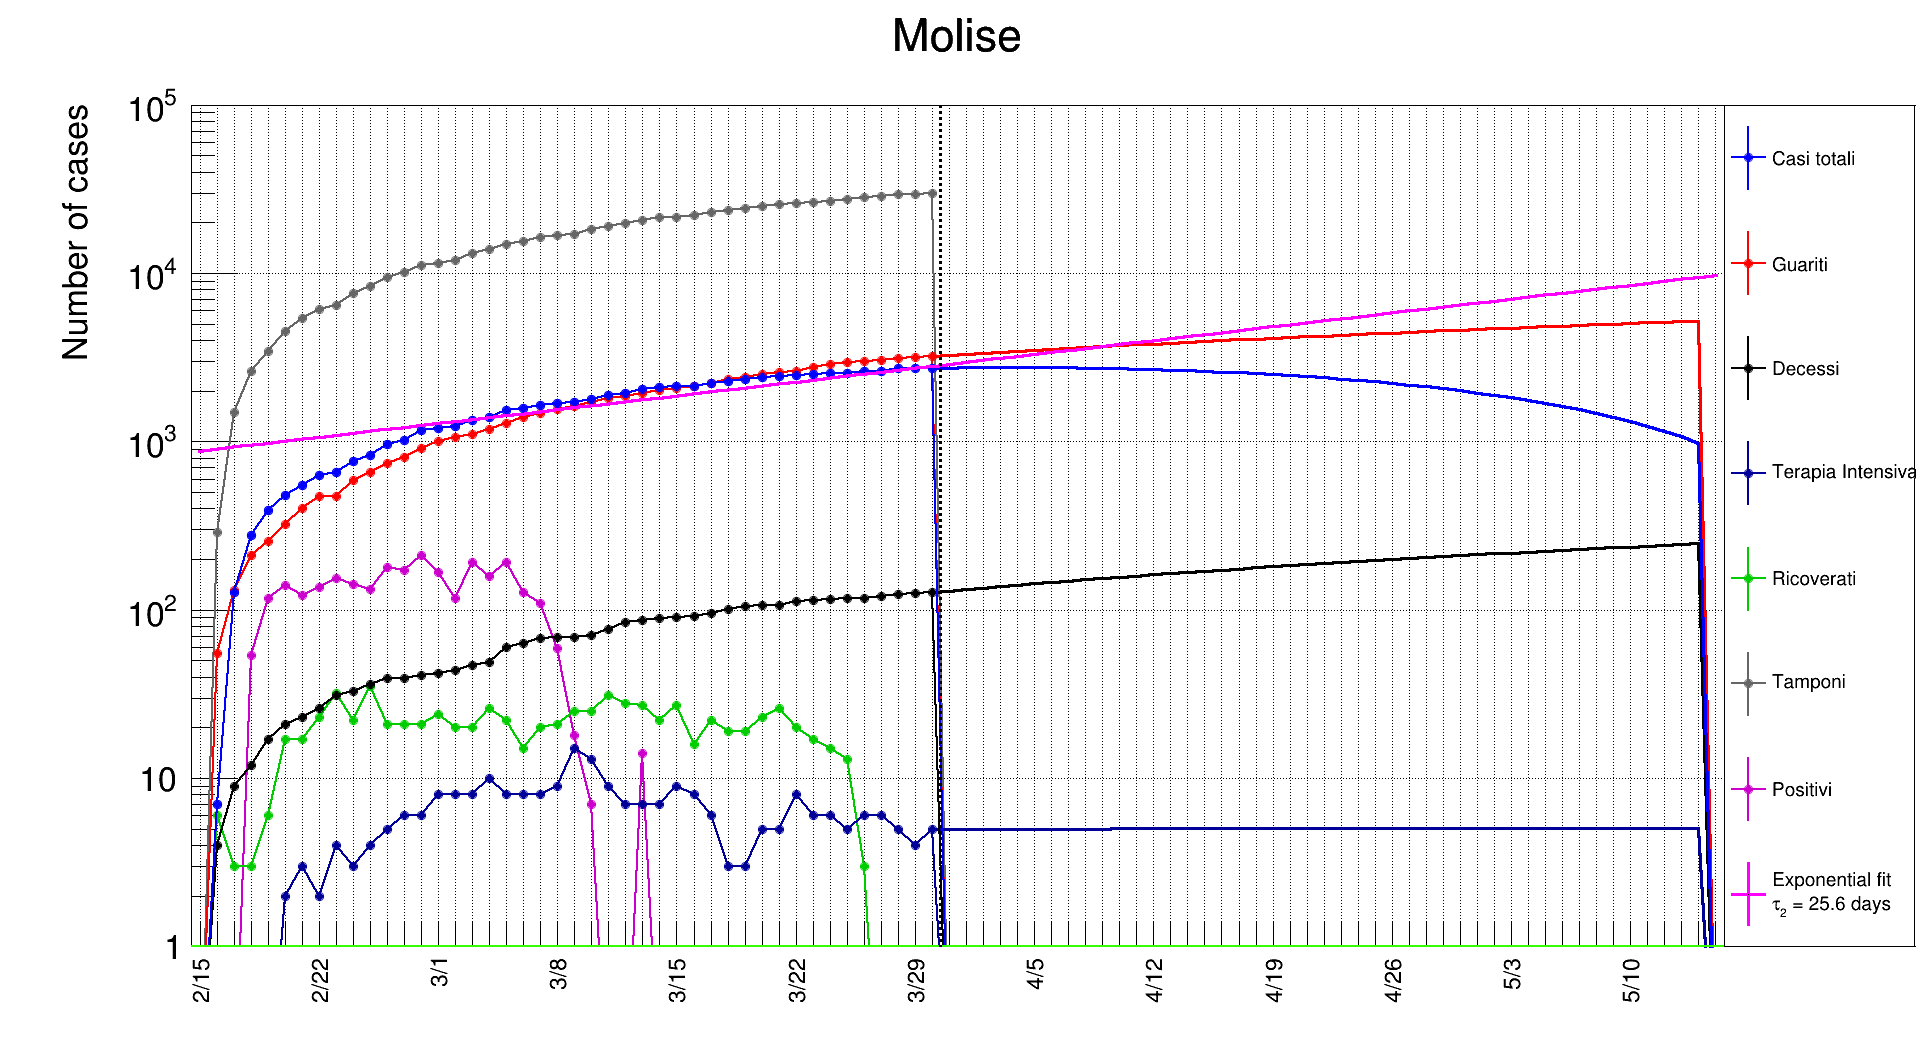 Molise
Number of cases
10^5
10^4
10^3
10^2
10
1
2/15
2/22
3/1
3/8
3/15
3/22
3/29
4/5
4/12
4/19
4/26
5/3
5/10
Casi totali
Guariti
Decessi
Terapia Intensiva
Ricoverati
Tamponi
Positivi
Exponential fit
τ_2 = 25.6 days